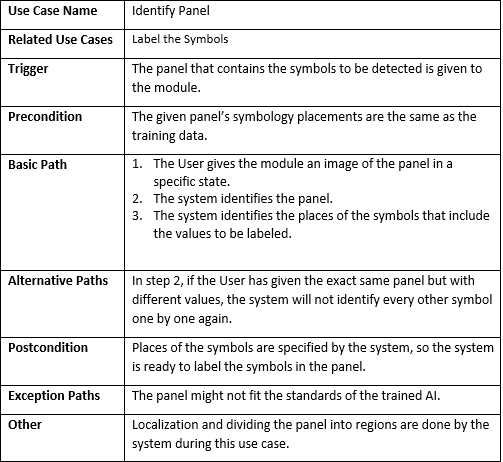 Use Case Name Identify Panel
Related Use Cases Label the Symbols
Trigger The panel that contains the symbols to be detected is given to
the module.
Precondition The given panel's symbology placements are the same as the
training data.
Basic Path 1. The User gives the module an image of the panel in a
specific state.
2. The system identifies the panel.
3. The system identifies the places of the symbols that include
the values to be labeled.
Alternative Paths In step 2, if the User has given the exact same panel but with
different values, the system will not identify every other symbol
one by one again.
Postcondition Places of the symbols are specified by the system, so the system
is ready to label the symbols in the panel.
Exception Paths The panel might not fit the standards of the trained AI.
Other Localization and dividing the panel into regions are done by the
system during this use case.